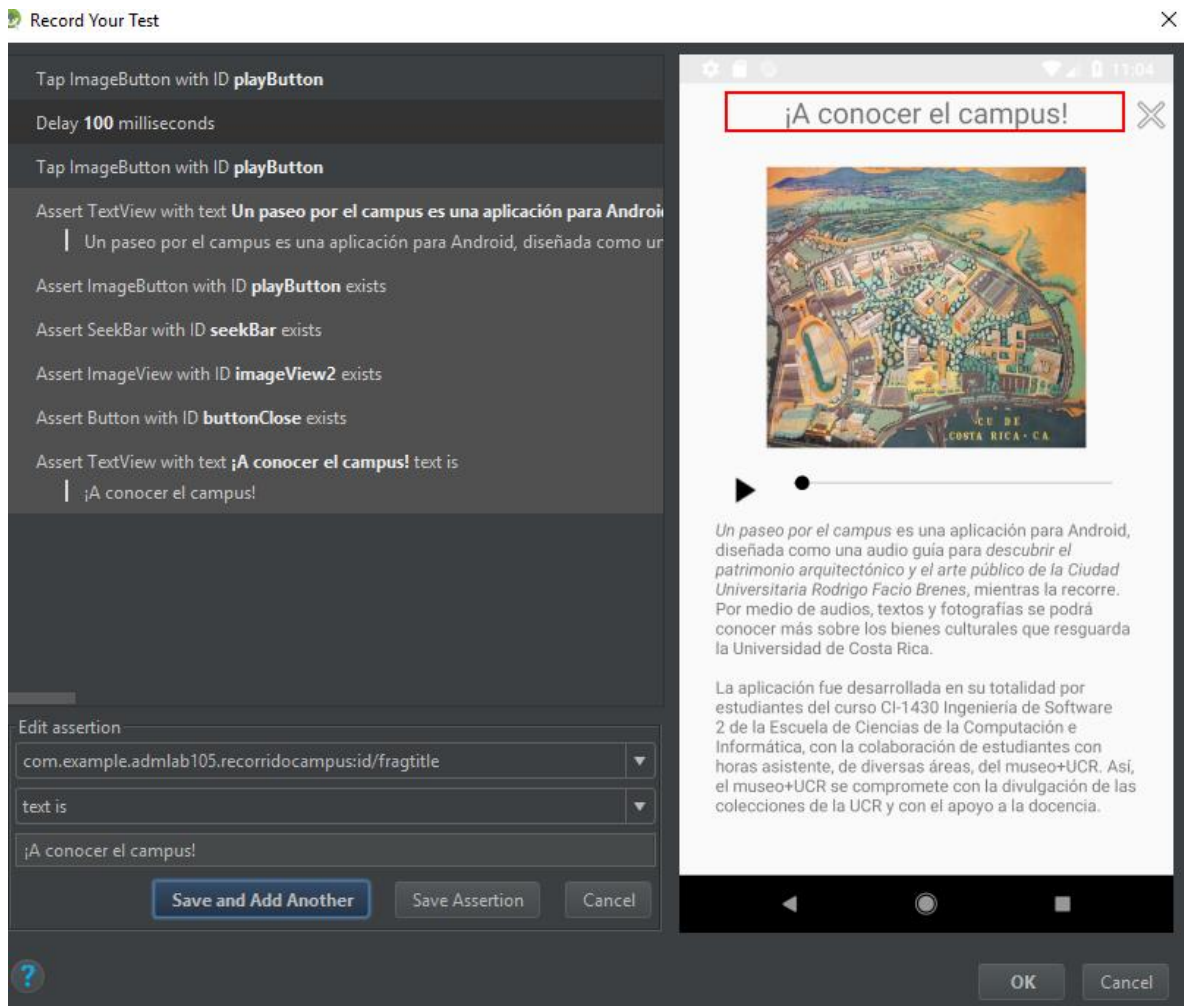 Record Your Test
Tap ImageButton with ID playButton
Delay 100 milliseconds
Tap ImageButton with ID playButton
Assert TextView with text Un paseo por el campus es una aplicación para
Un paseo por el campus es una aplicación para Android, diseñada como
Assert ImageButton with ID playButton exists
Assert SeekBar with ID seekBar exists
Assert ImageView with ID imageView2 exists
Assert Button with ID buttonClose exists
Assert TextView with text ¡A conocer el campus! text is
¡A conocer el campus!
Edit assertion
com.example.admlab105.recorridocampus:id/fragtitle
text is
¡A conocer el campus!
Save and Add Another
Save Assertion
Cancel
11:04
¡A conocer el campus!
CU DE
COSTA RICA · CA
Un paseo por el campus es una aplicación para Android,
diseñada como una audio guía para descubrir el
patrimonio arquitectónico y el arte público de la Ciudad
Universitaria Rodrigo Facio Brenes, mientras la recorre.
Por medio de audios, textos y fotografías se podrá
conocer más sobre los bienes culturales que resguarda
la Universidad de Costa Rica.
La aplicación fue desarrollada en su totalidad por
estudiantes del curso CI-1430 Ingeniería de Software
2 de la Escuela de Ciencias de la Computación e
Informática, con la colaboración de estudiantes con
horas asistente, de diversas áreas, del museo+UCR. Así,
el museo+UCR se compromete con la divulgación de las
colecciones de la UCR y con el apoyo a la docencia.
?
OK
Cancel